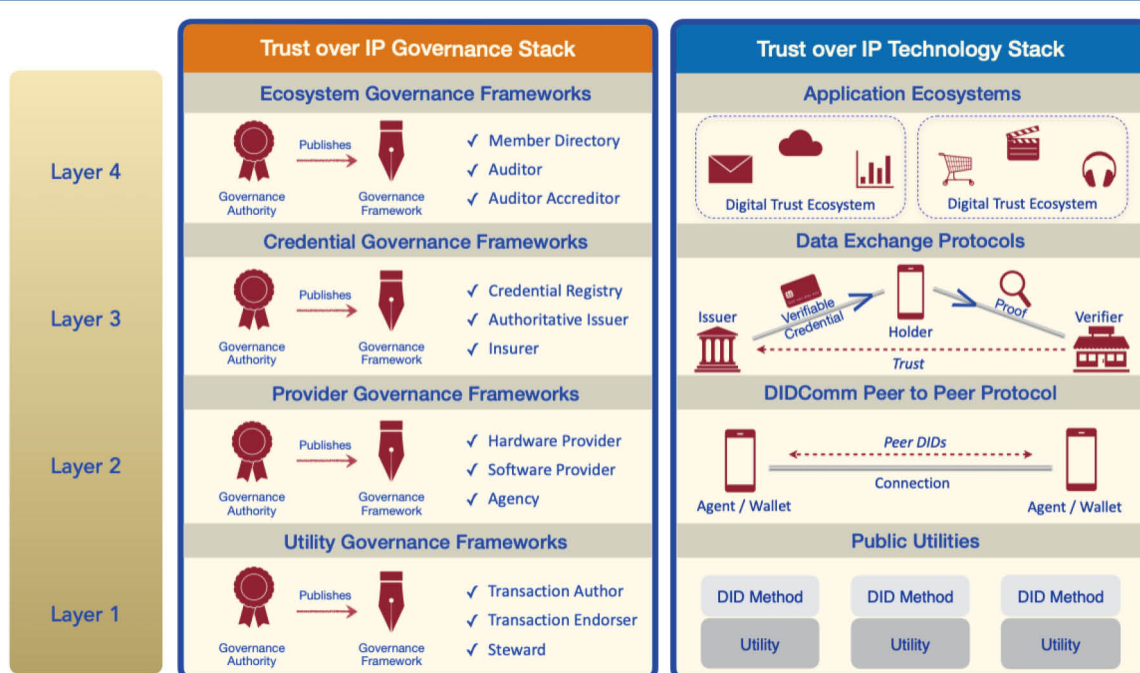 Trust over IP Governance Stack
Trust over IP Technology Stack
Layer 4
Ecosystem Governance Frameworks
Publishes
Governance
Authority
Governance
Framework
✓ Member Directory
✓ Auditor
✓ Auditor Accreditor
Application Ecosystems
Digital Trust Ecosystem
Digital Trust Ecosystem
Layer 3
Credential Governance Frameworks
Publishes
Governance
Authority
Governance
Framework
✓ Credential Registry
✓ Authoritative Issuer
✓ Insurer
Data Exchange Protocols
Issuer
Verifiable
Credential
Holder
Proof
Verifier
Trust
Layer 2
Provider Governance Frameworks
Publishes
Governance
Authority
Governance
Framework
✓ Hardware Provider
✓ Software Provider
✓ Agency
DIDComm Peer to Peer Protocol
Peer DIDs
Connection
Agent / Wallet
Agent / Wallet
Layer 1
Utility Governance Frameworks
Publishes
Governance
Authority
Governance
Framework
✓ Transaction Author
✓ Transaction Endorser
✓ Steward
Public Utilities
DID Method
DID Method
DID Method
Utility
Utility
Utility